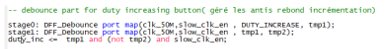 -- debounce part for duty increasing button( géré les antis rebond incrémentation)
stage0: DFF_Debounce port map(clk_50M,slow_clk_en , DUTY_INCREASE, tmp1);
stage1: DFF_Debounce port map(clk_50M,slow_clk_en , tmp1, tmp2);
duty_inc <= tmp1 and (not tmp2) and slow_clk_en;